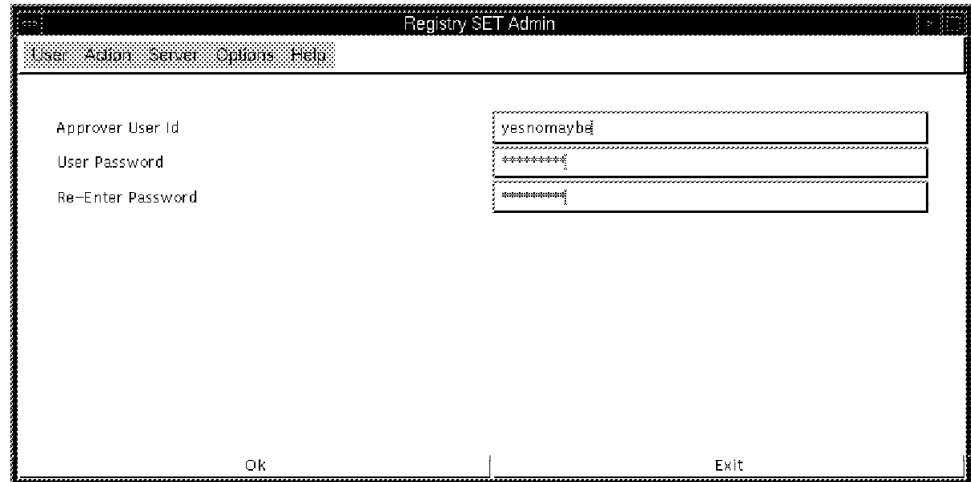 Registry SET Admin
User Action Server Options Help
Approver User Id yesnomaybe
User Password *********
Re-Enter Password *********
Ok Exit